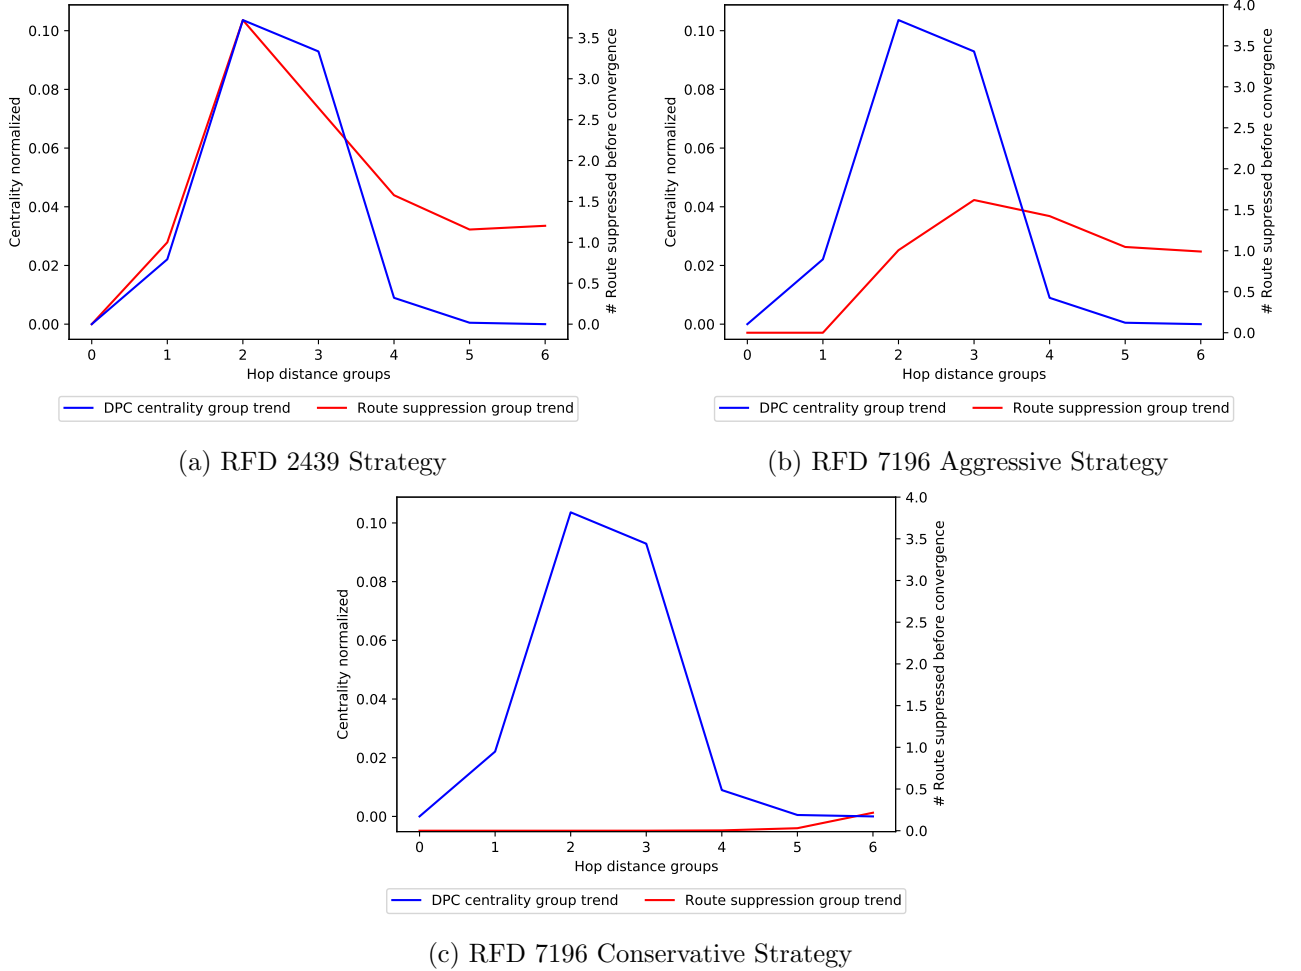 0.10
0.08
0.06
0.04
0.02
0.00
Centrality normalized
3.5
3.0
2.5
2.0
1.5
1.0
0.5
0.0
# Route suppressed before convergence
0 1 2 3 4 5 6
Hop distance groups
DPC centrality group trend Route suppression group trend
(a) RFD 2439 Strategy
0.10
0.08
0.06
0.04
0.02
0.00
Centrality normalized
4.0
3.5
3.0
2.5
2.0
1.5
1.0
0.5
0.0
# Route suppressed before convergence
0 1 2 3 4 5 6
Hop distance groups
DPC centrality group trend Route suppression group trend
(b) RFD 7196 Aggressive Strategy
0.10
0.08
0.06
0.04
0.02
0.00
Centrality normalized
4.0
3.5
3.0
2.5
2.0
1.5
1.0
0.5
0.0
# Route suppressed before convergence
0 1 2 3 4 5 6
Hop distance groups
DPC centrality group trend Route suppression group trend
(c) RFD 7196 Conservative Strategy